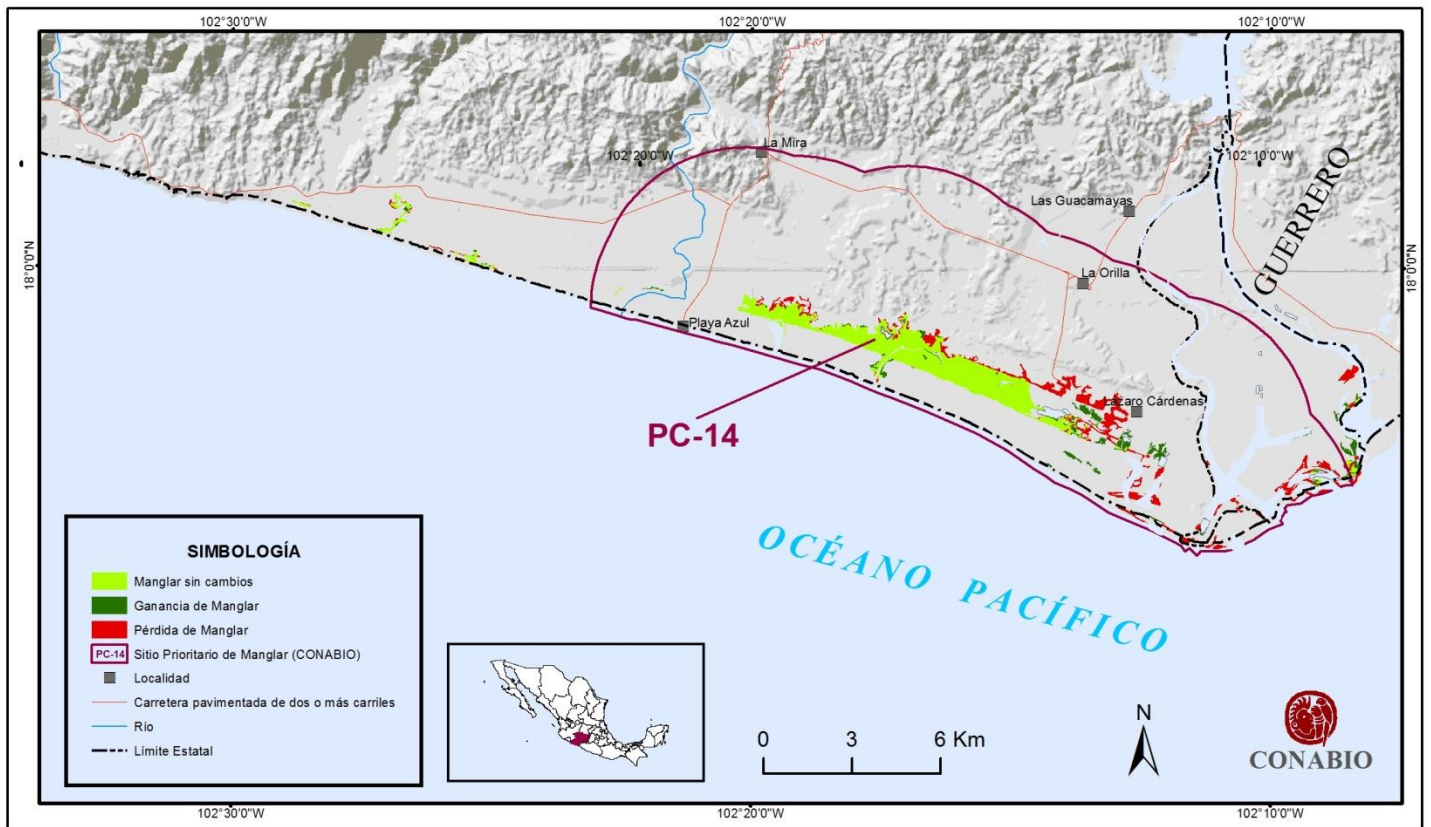 102°30'0"W
102°20'0"W
102°10'0"W
La Mira
102°20'0"W
102°10'0"W
Las Guacamayas
GUERRERO
18°0'0"N
18°0'0"N
La Orilla
Playa Azul
Lázaro Cárdenas
PC-14
OCÉANO PACÍFICO
SIMBOLOGÍA
Manglar sin cambios
Ganancia de Manglar
Pérdida de Manglar
PC-14 Sitio Prioritario de Manglar (CONABIO)
Localidad
Carretera pavimentada de dos o más carriles
Río
Límite Estatal
0 3 6 Km
N
CONABIO
102°30'0"W
102°20'0"W
102°10'0"W